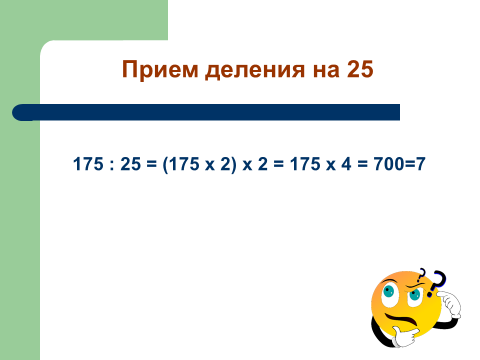 Прием деления на 25
175 : 25 = (175 х 2) х 2 = 175 х 4 = 700=7
? ? ?